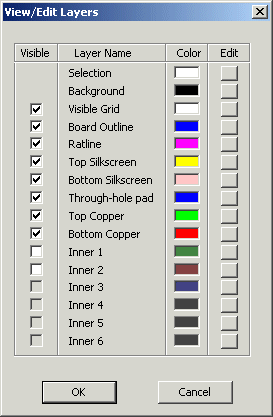 View/Edit Layers
Visible Layer Name Color Edit
Selection
Background
Visible Grid
Board Outline
Ratline
Top Silkscreen
Bottom Silkscreen
Through-hole pad
Top Copper
Bottom Copper
Inner 1
Inner 2
Inner 3
Inner 4
Inner 5
Inner 6
OK Cancel